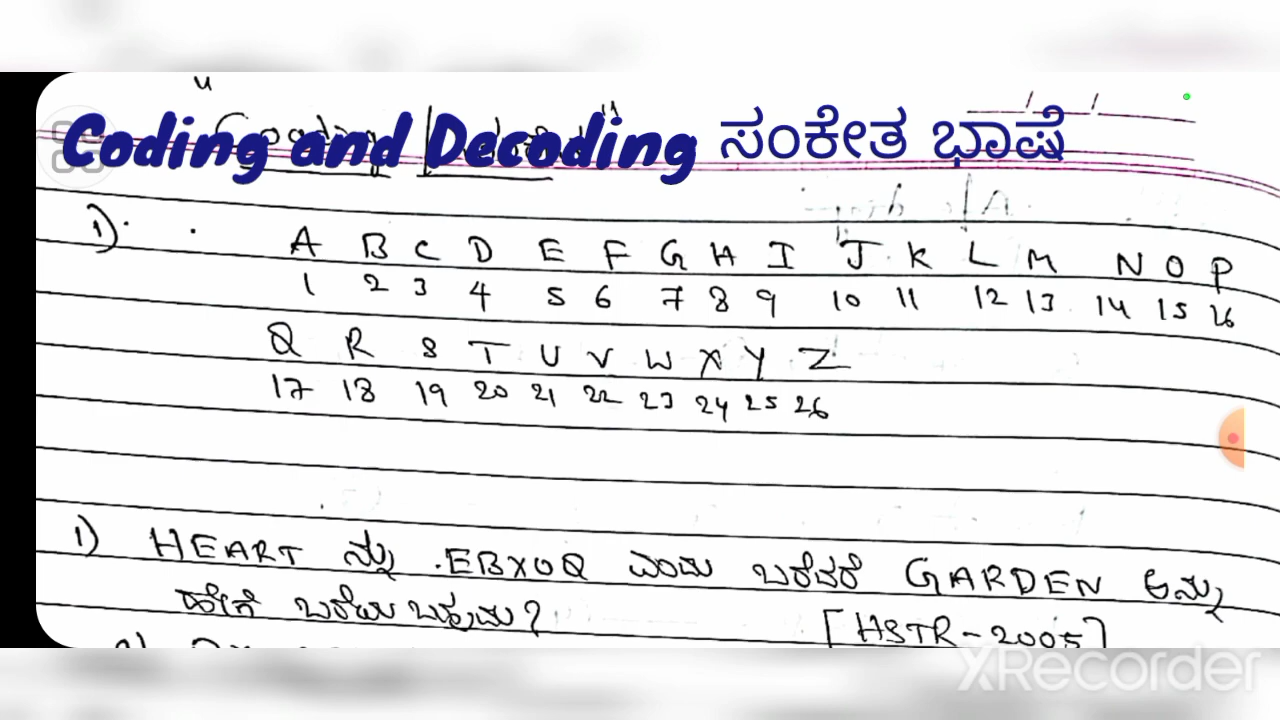 Coding and Decoding ಸಂಕೇತ ಭಾಷೆ
1)
A B C D E F G H I J K L M N O P
1 2 3 4 5 6 7 8 9 10 11 12 13 14 15 26
Q R S T U V W X Y Z
17 18 19 20 21 22 23 24 25 26
1) HEART ನ್ನು EBXOQ ಎಂದು ಬರೆದರೆ GARDEN ಅನ್ನು
ಹೇಗೆ ಬರೆಯಬಹುದು?
[HSTR-2005]
XRecorder